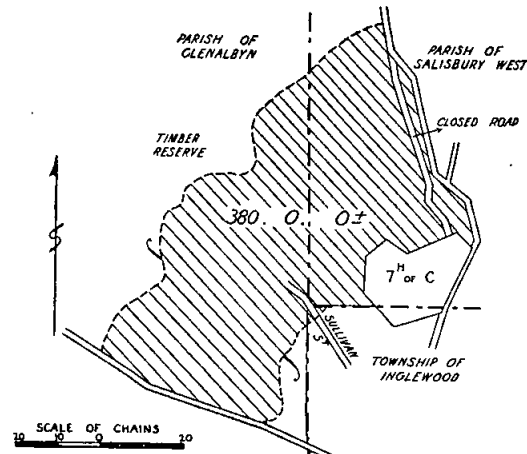 PARISH OF
GLENALBYN
PARISH OF
SALISBURY WEST
CLOSED ROAD
TIMBER
RESERVE
380. 0. 0±
7ᴴ OF C
SULLIVAN
Sᵀ
TOWNSHIP OF
INGLEWOOD
SCALE OF CHAINS
20 10 0 20